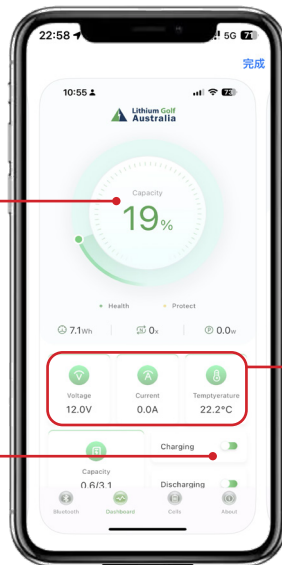 22:58 5G 71
完成
10:55 73
Lithium Golf
Australia
Capacity
19%
Health Protect
7.1Wh 0x 0.0w
Voltage Current Temptyerature
12.0V 0.0A 22.2°C
Charging
Capacity
0.6/3.1 Discharging
Bluetooth Dashboard Cells About